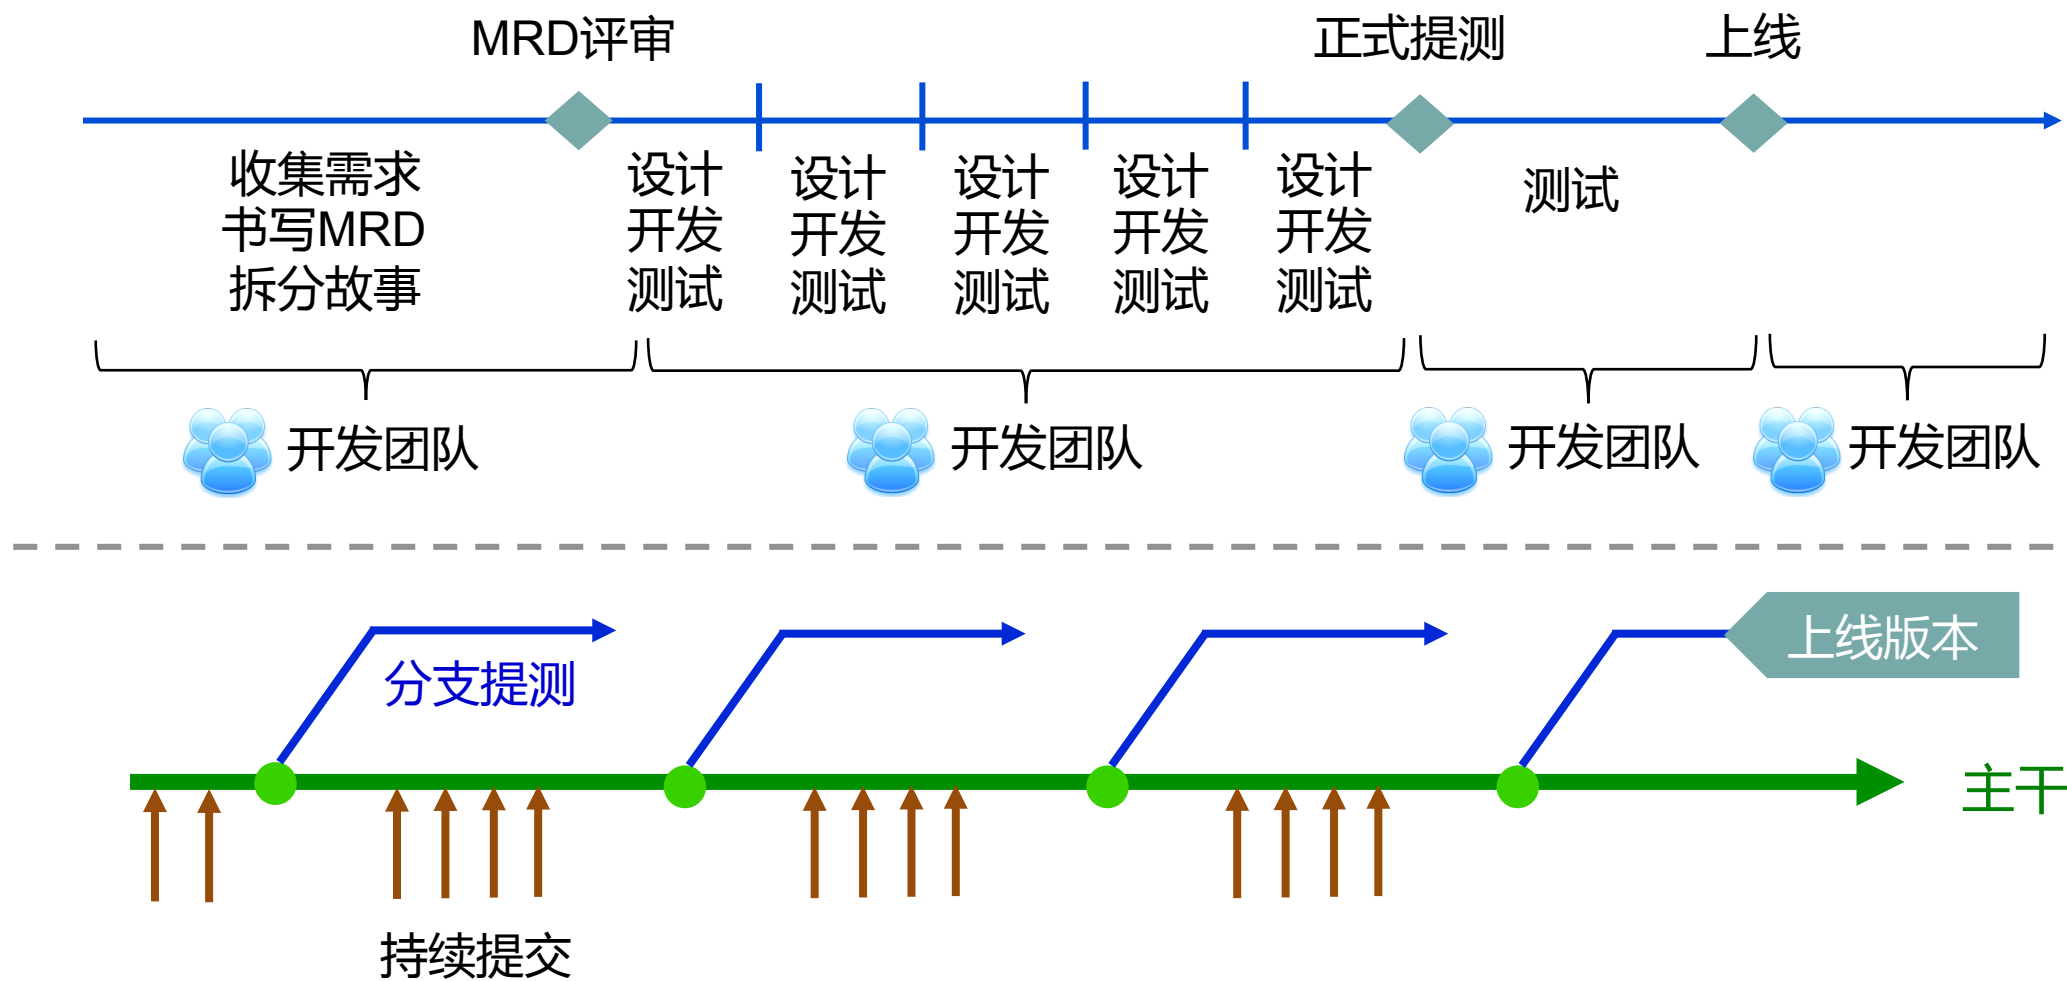 MRD评审
正式提测
上线
收集需求
书写MRD
拆分故事
设计
开发
测试
设计
开发
测试
设计
开发
测试
设计
开发
测试
设计
开发
测试
测试
开发团队
开发团队
开发团队
开发团队
上线版本
分支提测
主干
持续提交